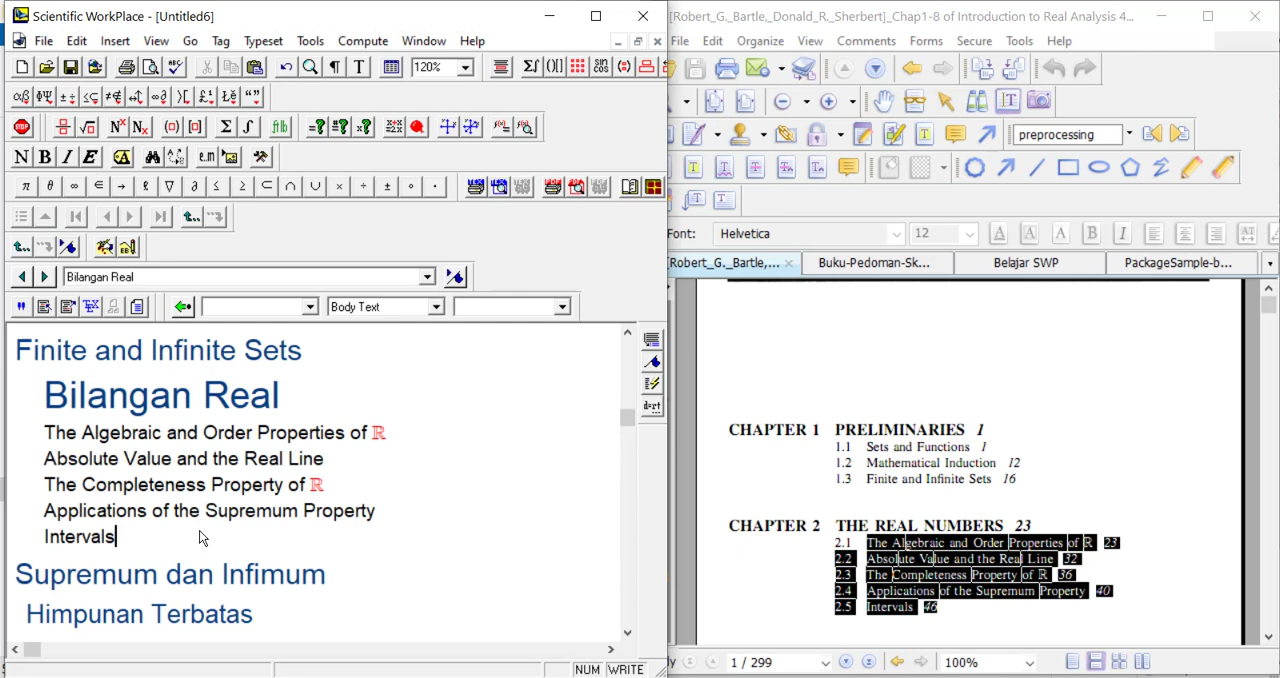 Scientific WorkPlace - [Untitled6]
File Edit Insert View Go Tag Typeset Tools Compute Window Help
120%
STOP
Bilangan Real
Body Text
Finite and Infinite Sets
Bilangan Real
The Algebraic and Order Properties of ℝ
Absolute Value and the Real Line
The Completeness Property of ℝ
Applications of the Supremum Property
Intervals
Supremum dan Infimum
Himpunan Terbatas
NUM WRITE
[Robert_G._Bartle,_Donald_R._Sherbert]_Chap1-8 of Introduction to Real Analysis 4...
File Edit Organize View Comments Forms Secure Tools Help
preprocessing
Font: Helvetica 12
[Robert_G._Bartle,... Buku-Pedoman-Sk... Belajar SWP PackageSample-b...
CHAPTER 1 PRELIMINARIES 1
1.1 Sets and Functions 1
1.2 Mathematical Induction 12
1.3 Finite and Infinite Sets 16
CHAPTER 2 THE REAL NUMBERS 23
2.1 The Algebraic and Order Properties of ℝ 23
2.2 Absolute Value and the Real Line 32
2.3 The Completeness Property of ℝ 36
2.4 Applications of the Supremum Property 40
2.5 Intervals 46
1 / 299 100%